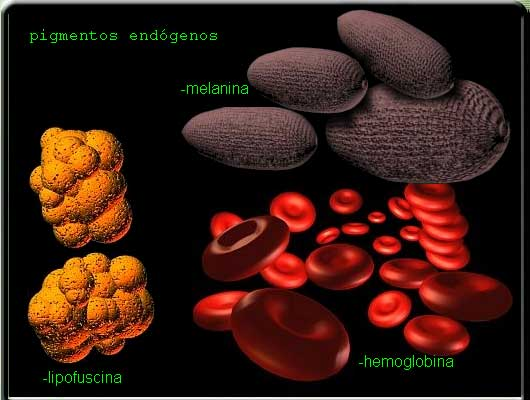 pigmentos endógenos
-melanina
-hemoglobina
-lipofuscina